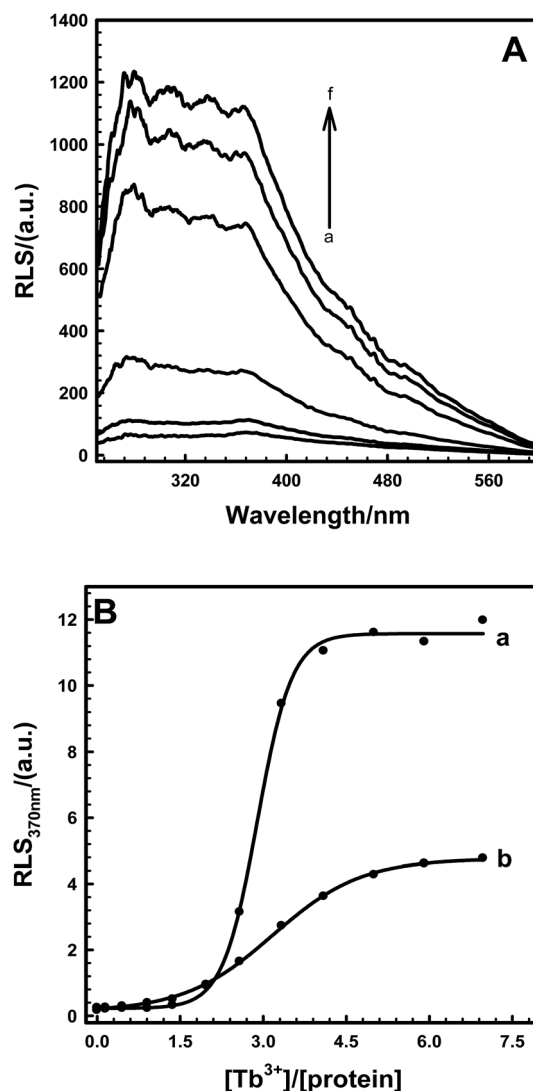 A
1400
1200
1000
800
600
400
200
0
RLS/(a.u.)
f
a
320 400 480 560
Wavelength/nm
B
12
10
8
6
4
2
0
RLS370nm/(a.u.)
a
b
0.0 1.5 3.0 4.5 6.0 7.5
[Tb3+]/[protein]